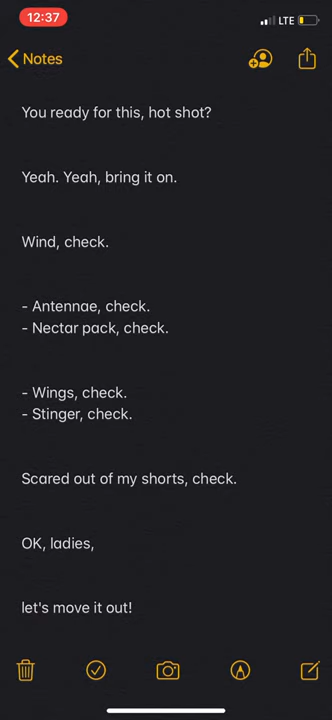 12:37
LTE
Notes
You ready for this, hot shot?
Yeah. Yeah, bring it on.
Wind, check.
- Antennae, check.
- Nectar pack, check.
- Wings, check.
- Stinger, check.
Scared out of my shorts, check.
OK, ladies,
let's move it out!